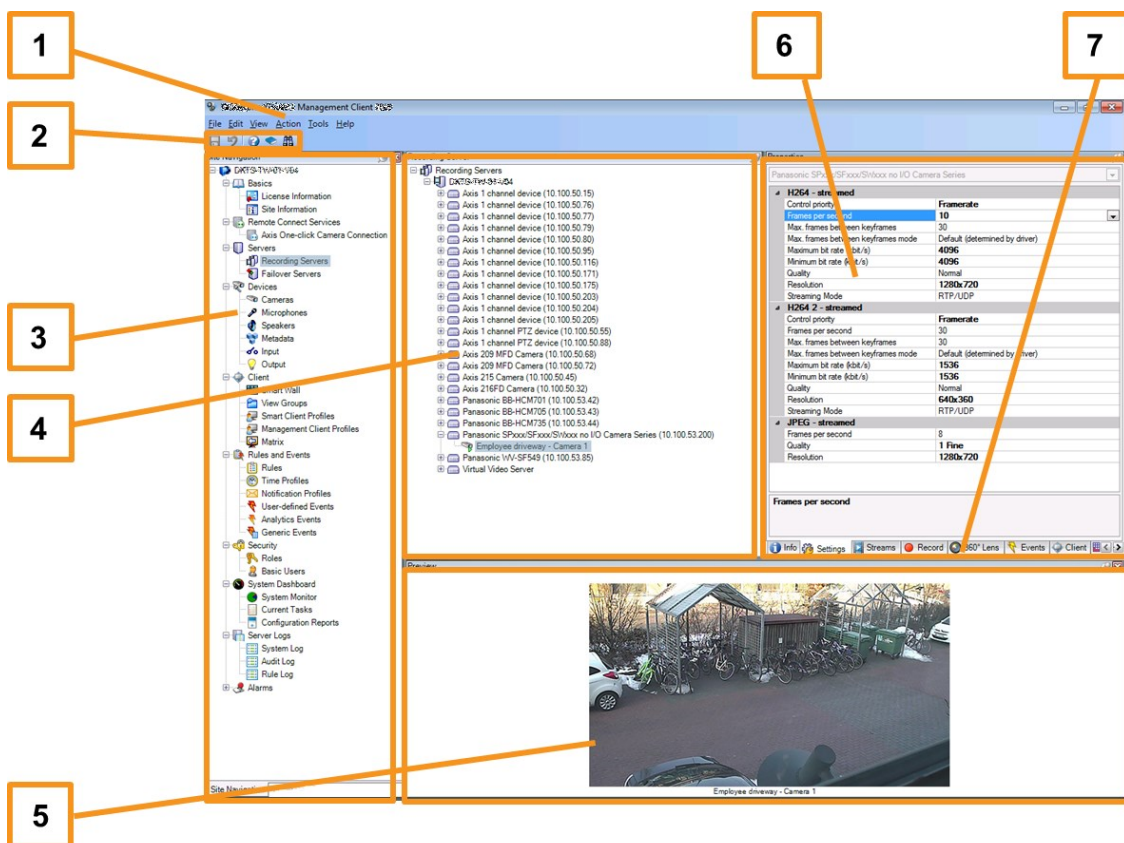 1
6
7
Management Client
File Edit View Action Tools Help
2
Site Navigation
Basics
License Information
Site Information
Remote Connect Services
Axis One-click Camera Connection
Servers
Recording Servers
Failover Servers
Devices
Cameras
3
Microphones
Speakers
Metadata
Input
Output
Client
Smart Wall
4
View Groups
Smart Client Profiles
Management Client Profiles
Matrix
Rules and Events
Rules
Time Profiles
Notification Profiles
User-defined Events
Analytics Events
Generic Events
Security
Roles
Basic Users
System Dashboard
System Monitor
Current Tasks
Configuration Reports
Server Logs
System Log
Audit Log
Rule Log
Alarms
Site Navigation
5
Recording Server
Recording Servers
Axis 1 channel device (10.100.50.15)
Axis 1 channel device (10.100.50.76)
Axis 1 channel device (10.100.50.77)
Axis 1 channel device (10.100.50.79)
Axis 1 channel device (10.100.50.80)
Axis 1 channel device (10.100.50.95)
Axis 1 channel device (10.100.50.116)
Axis 1 channel device (10.100.50.171)
Axis 1 channel device (10.100.50.175)
Axis 1 channel device (10.100.50.203)
Axis 1 channel device (10.100.50.204)
Axis 1 channel device (10.100.50.205)
Axis 1 channel PTZ device (10.100.50.55)
Axis 1 channel PTZ device (10.100.50.88)
Axis 209 MFD Camera (10.100.50.68)
Axis 209 MFD Camera (10.100.50.72)
Axis 215 Camera (10.100.50.45)
Axis 216FD Camera (10.100.50.32)
Panasonic BB-HCM701 (10.100.53.42)
Panasonic BB-HCM705 (10.100.53.43)
Panasonic BB-HCM735 (10.100.53.44)
Panasonic SPxxx/SFxxx/SWxxx no I/O Camera Series (10.100.53.200)
Employee driveway - Camera 1
Panasonic WV-SF549 (10.100.53.85)
Virtual Video Server
Properties
Panasonic SPxxx/SFxxx/SWxxx no I/O Camera Series
H264 - streamed
Control priority Framerate
Frames per second 10
Max. frames between keyframes 30
Max. frames between keyframes mode Default (determined by driver)
Maximum bit rate (kbit/s) 4096
Minimum bit rate (kbit/s) 4096
Quality Normal
Resolution 1280x720
Streaming Mode RTP/UDP
H264 2 - streamed
Control priority Framerate
Frames per second 30
Max. frames between keyframes 30
Max. frames between keyframes mode Default (determined by driver)
Maximum bit rate (kbit/s) 1536
Minimum bit rate (kbit/s) 1536
Quality Normal
Resolution 640x360
Streaming Mode RTP/UDP
JPEG - streamed
Frames per second 8
Quality 1 Fine
Resolution 1280x720
Frames per second
Info Settings Streams Record 360° Lens Events Client
Preview
Employee driveway - Camera 1